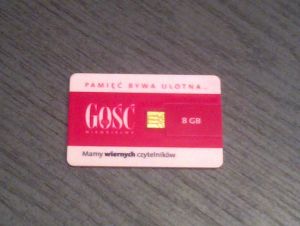 PAMIĘĆ BYWA ULOTNA...
GOŚĆ
NIEDZIELNY
8 GB
Mamy wiernych czytelników